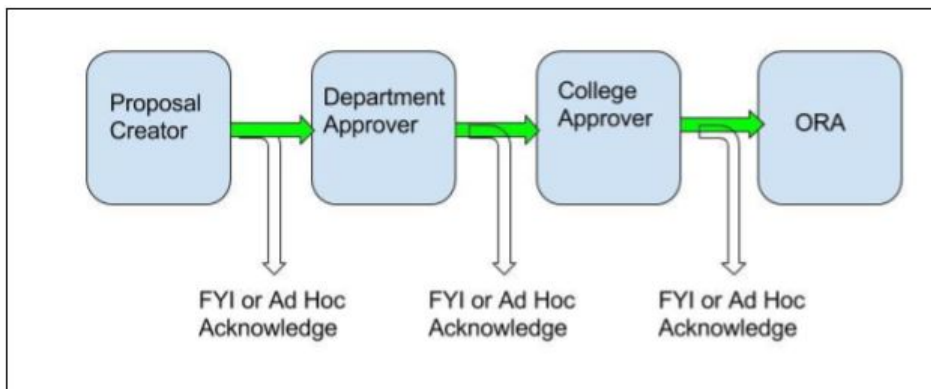 Proposal
Creator
Department
Approver
College
Approver
ORA
FYI or Ad Hoc
Acknowledge
FYI or Ad Hoc
Acknowledge
FYI or Ad Hoc
Acknowledge